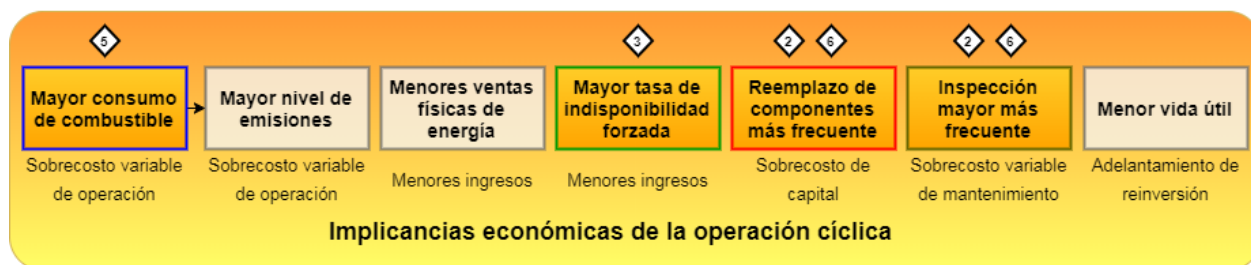 5
3
2
6
2
6
Mayor consumo
de combustible
Mayor nivel de
emisiones
Menores ventas
físicas de
energía
Mayor tasa de
indisponibilidad
forzada
Reemplazo de
componentes
más frecuente
Inspección
mayor más
frecuente
Menor vida útil
Sobrecosto variable
de operación
Sobrecosto variable
de operación
Menores ingresos
Menores ingresos
Sobrecosto de
capital
Sobrecosto variable
de mantenimiento
Adelantamiento de
reinversión
Implicancias económicas de la operación cíclica